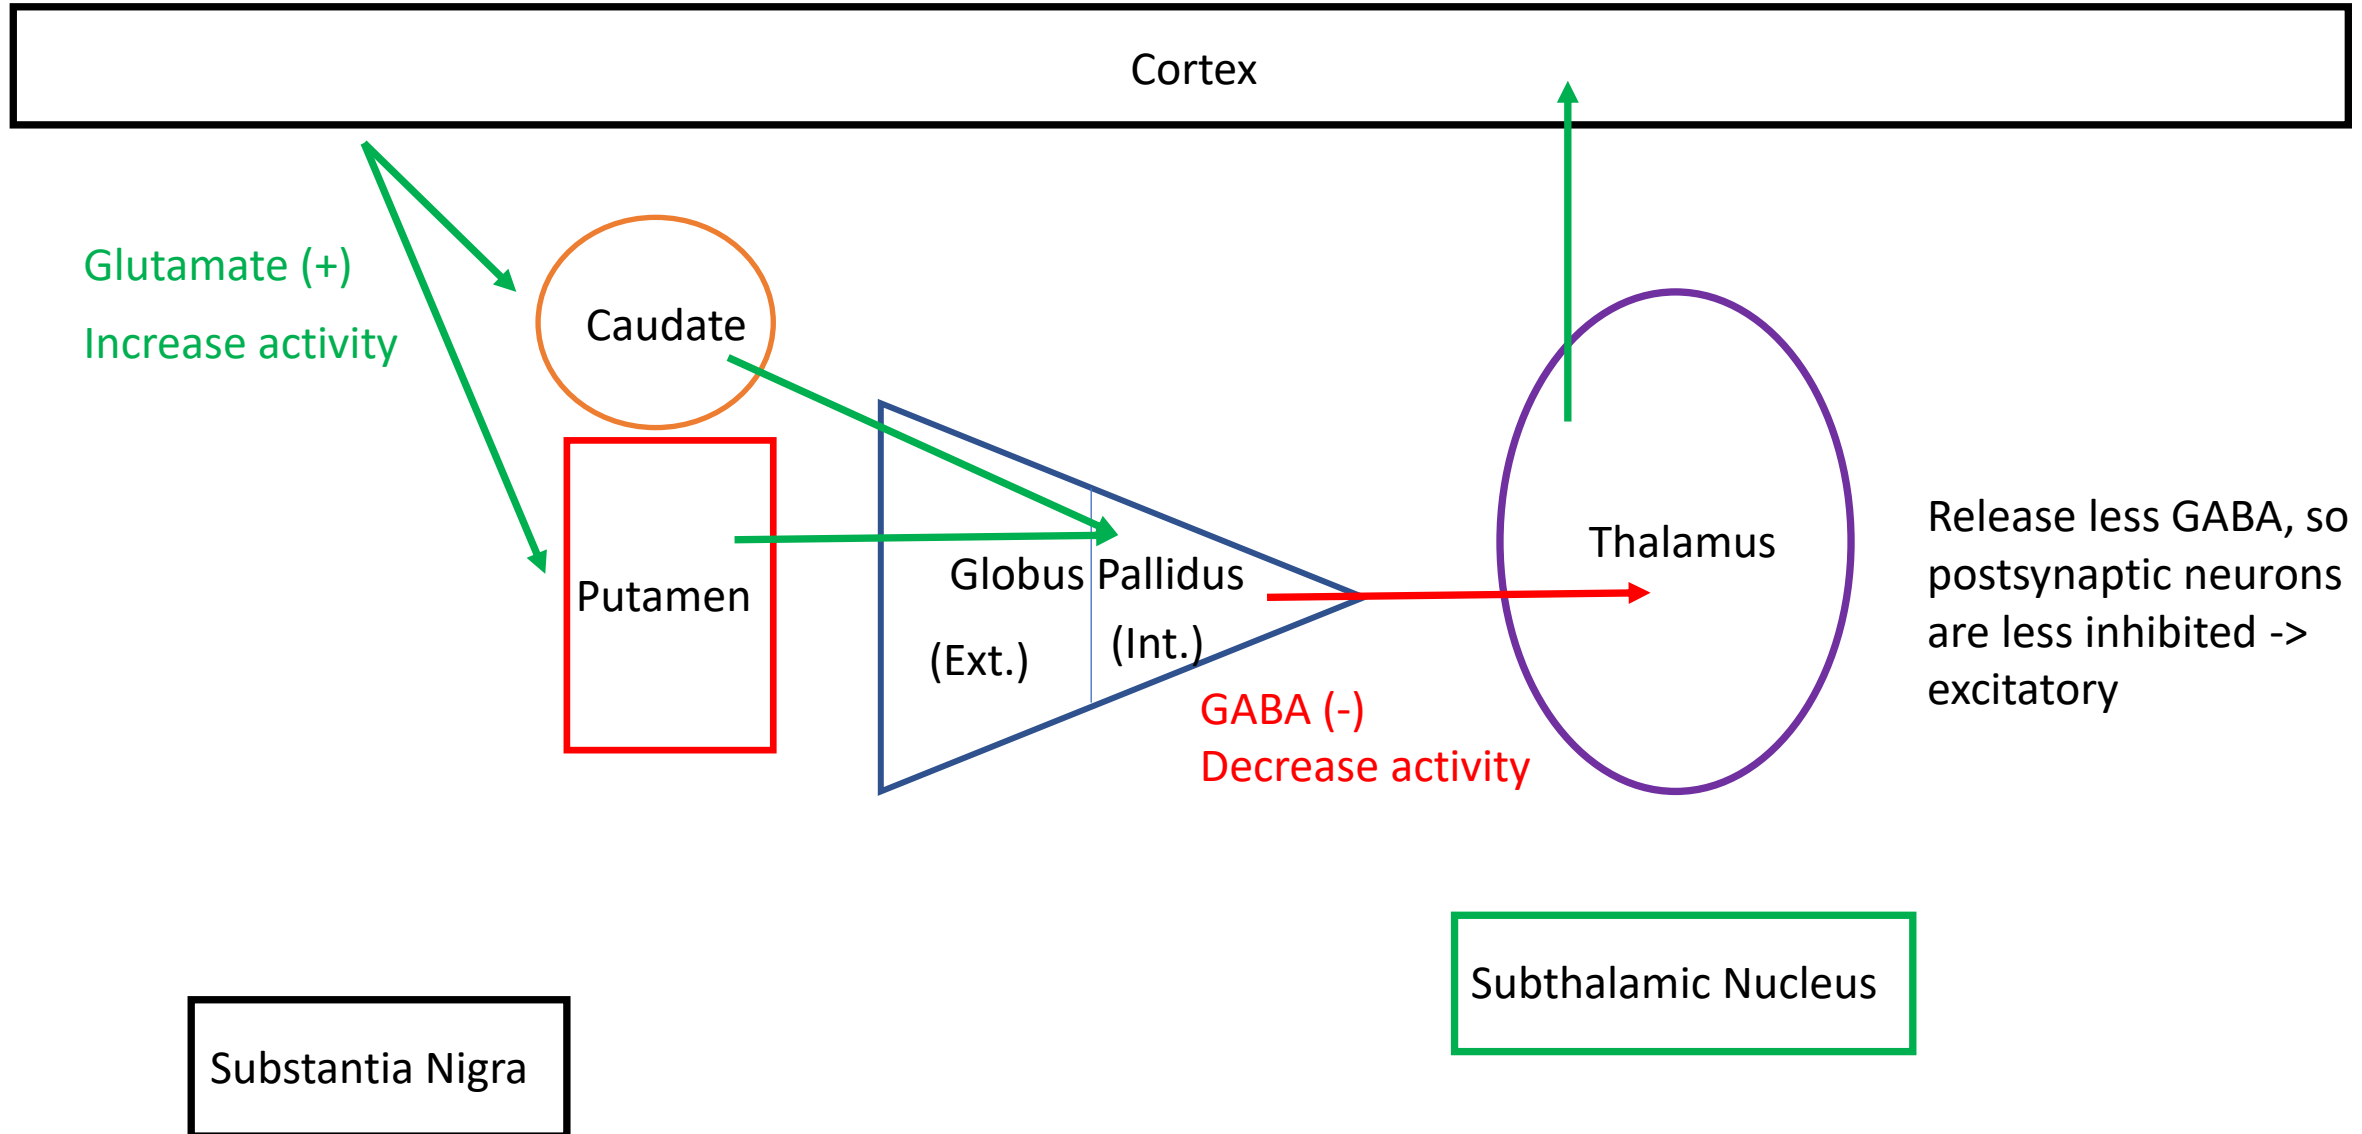 Cortex
Glutamate (+)
Increase activity
Caudate
Putamen
Globus Pallidus
(Ext.)
(Int.)
GABA (-)
Decrease activity
Thalamus
Release less GABA, so
postsynaptic neurons
are less inhibited ->
excitatory
Subthalamic Nucleus
Substantia Nigra